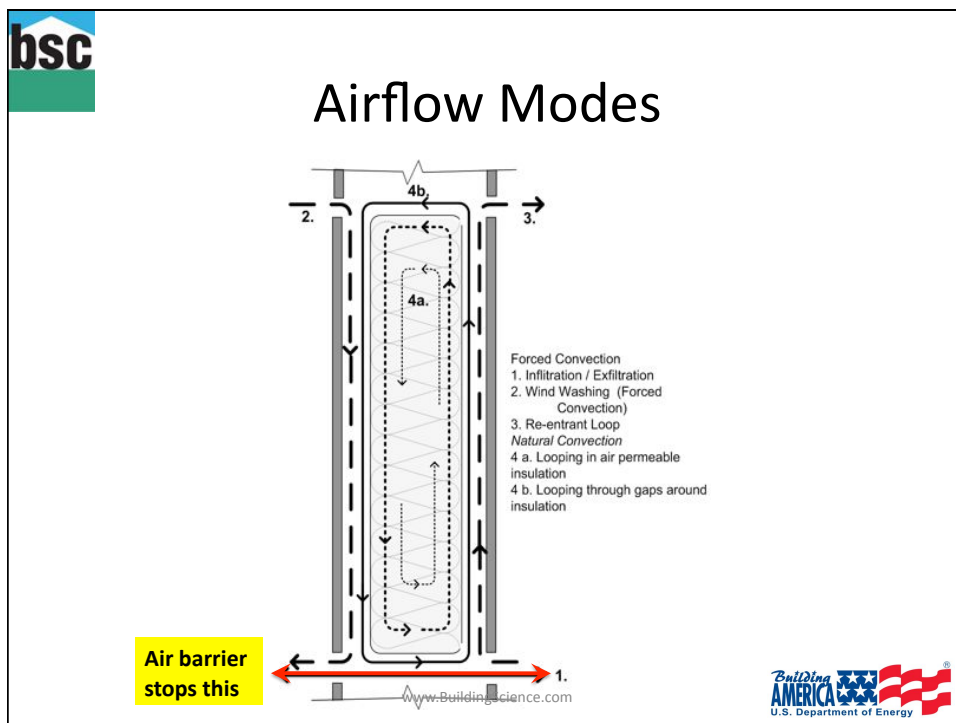 bsc
Airflow Modes
4b.
2.
3.
4a.
Forced Convection
1. Inflitration / Exfiltration
2. Wind Washing (Forced
Convection)
3. Re-entrant Loop
Natural Convection
4 a. Looping in air permeable
insulation
4 b. Looping through gaps around
insulation
Air barrier
stops this
1.
www.Buildingscience.com
Building
AMERICA
®
U.S. Department of Energy